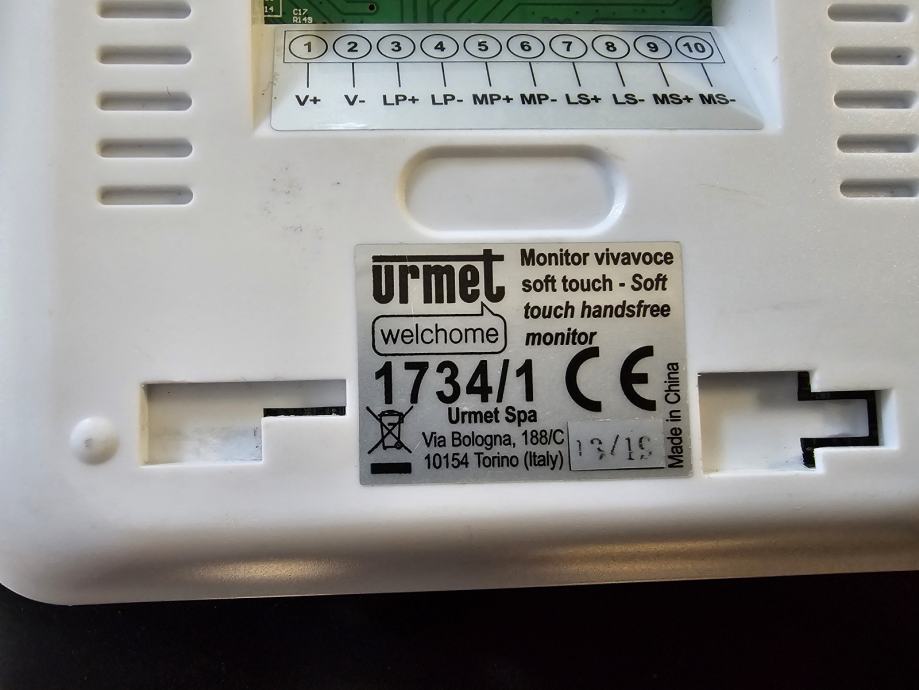 14
C17
R149
1 2 3 4 5 6 7 8 9 10
V+ V- LP+ LP- MP+ MP- LS+ LS- MS+ MS-
urmet
welchome
Monitor vivavoce
soft touch - Soft
touch handsfree
monitor
1734/1
CE
Urmet Spa
Via Bologna, 188/C
10154 Torino (Italy)
Made in China